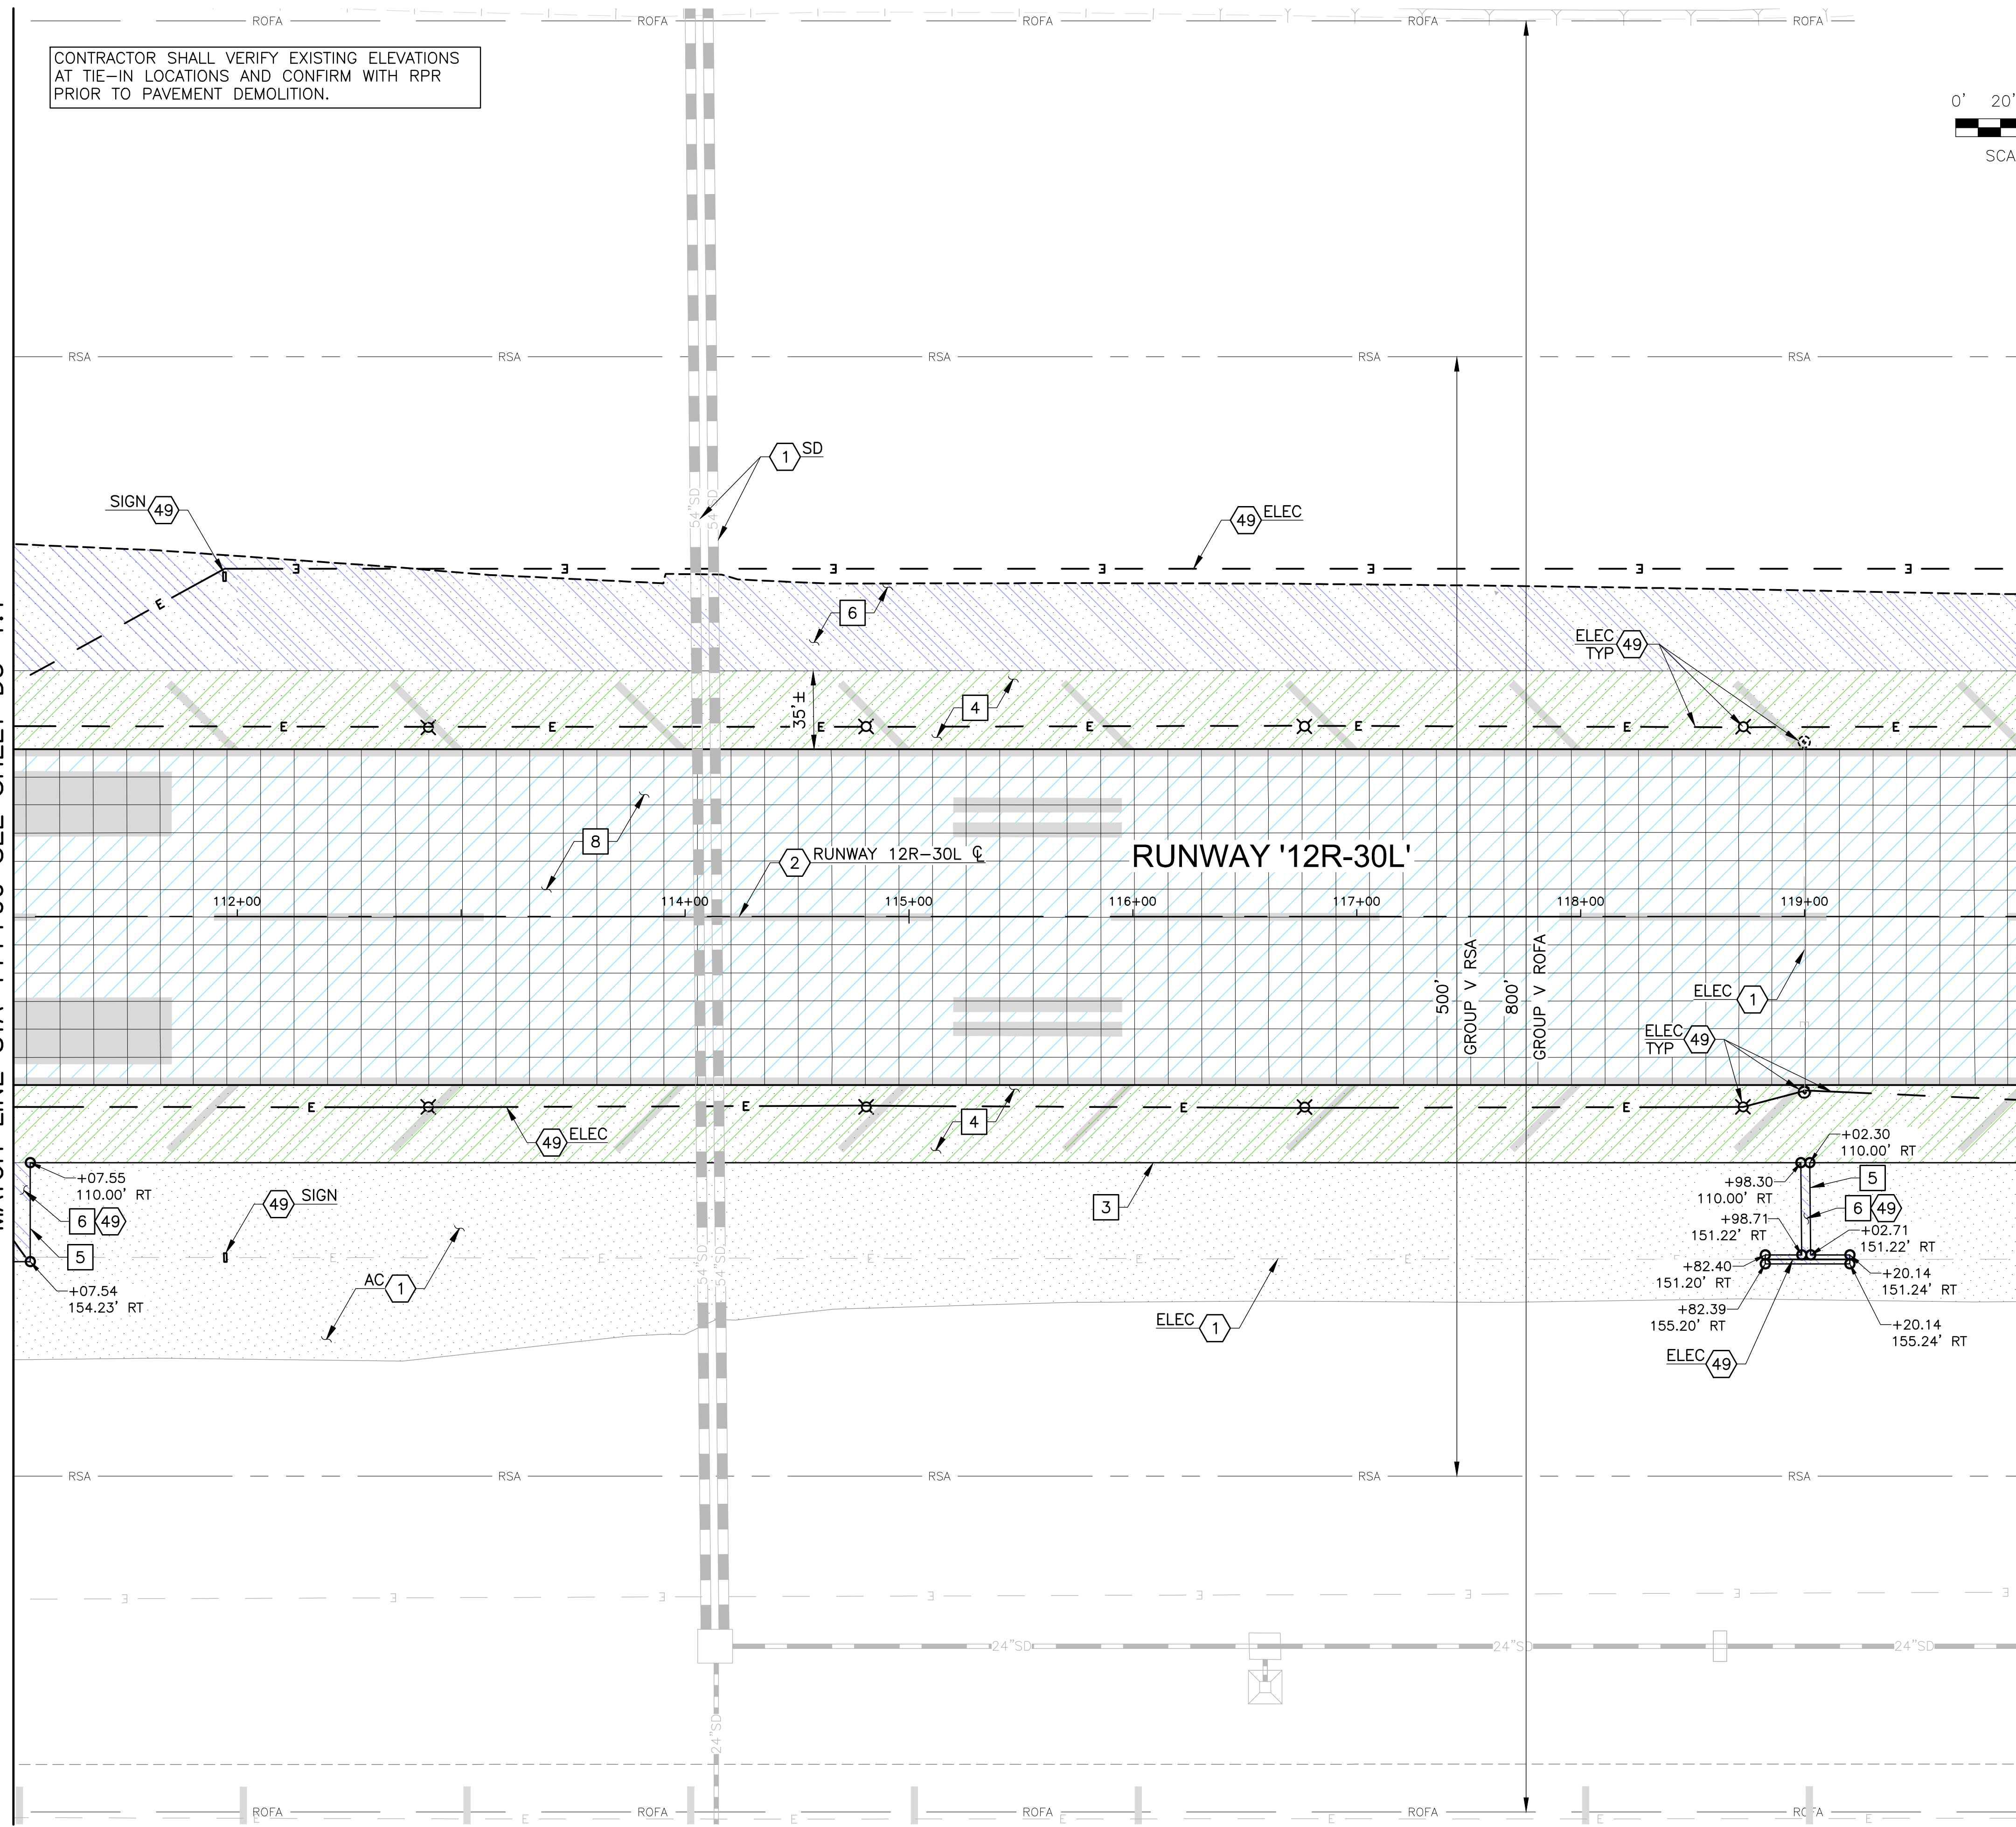 ROFA ROFA ROFA ROFA ROFA
CONTRACTOR SHALL VERIFY EXISTING ELEVATIONS
AT TIE-IN LOCATIONS AND CONFIRM WITH RPR
PRIOR TO PAVEMENT DEMOLITION.
0' 20'
RSA RSA RSA RSA RSA
1 SD
54"SD 54"SD
SIGN 49
49 ELEC
E E E E E E E
E
6
ELEC 49
TYP
4
35'±
E E E E E E E
8
2 RUNWAY 12R-30L ℄
RUNWAY '12R-30L'
112+00 114+00 115+00 116+00 117+00 118+00 119+00
500'
GROUP V RSA
800'
GROUP V ROFA
ELEC 1
ELEC 49
TYP
E E E E
4
49 ELEC
+07.55
110.00' RT
6 49
5
+07.54
154.23' RT
49 SIGN
AC 1
E E E E E
54"SD 54"SD
3
ELEC 1
+02.30
110.00' RT
+98.30
110.00' RT
5
6 49
+98.71
151.22' RT
+02.71
151.22' RT
+82.40
151.20' RT
+20.14
151.24' RT
+82.39
155.20' RT
+20.14
155.24' RT
ELEC 49
RSA RSA RSA RSA RSA
E E E E E E E E
24"SD 24"SD 24"SD
24"SD
ROFA ROFA ROFA ROFA ROFA
E E E E E E E